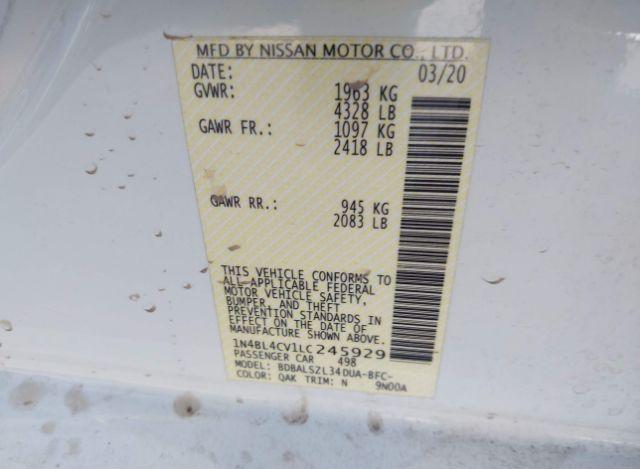 MFD BY NISSAN MOTOR CO., LTD.
DATE: 03/20
GVWR: 1963 KG
4328 LB
GAWR FR.: 1097 KG
2418 LB
GAWR RR.: 945 KG
2083 LB
THIS VEHICLE CONFORMS TO
ALL APPLICABLE FEDERAL
MOTOR VEHICLE SAFETY,
BUMPER, AND THEFT
PREVENTION STANDARDS IN
EFFECT ON THE DATE OF
MANUFACTURE SHOWN ABOVE.
1N4BL4CV1LC245929
PASSENGER CAR 498
MODEL: BDBALSZL34DUA-BFC-
COLOR: QAK TRIM: N 9N00A